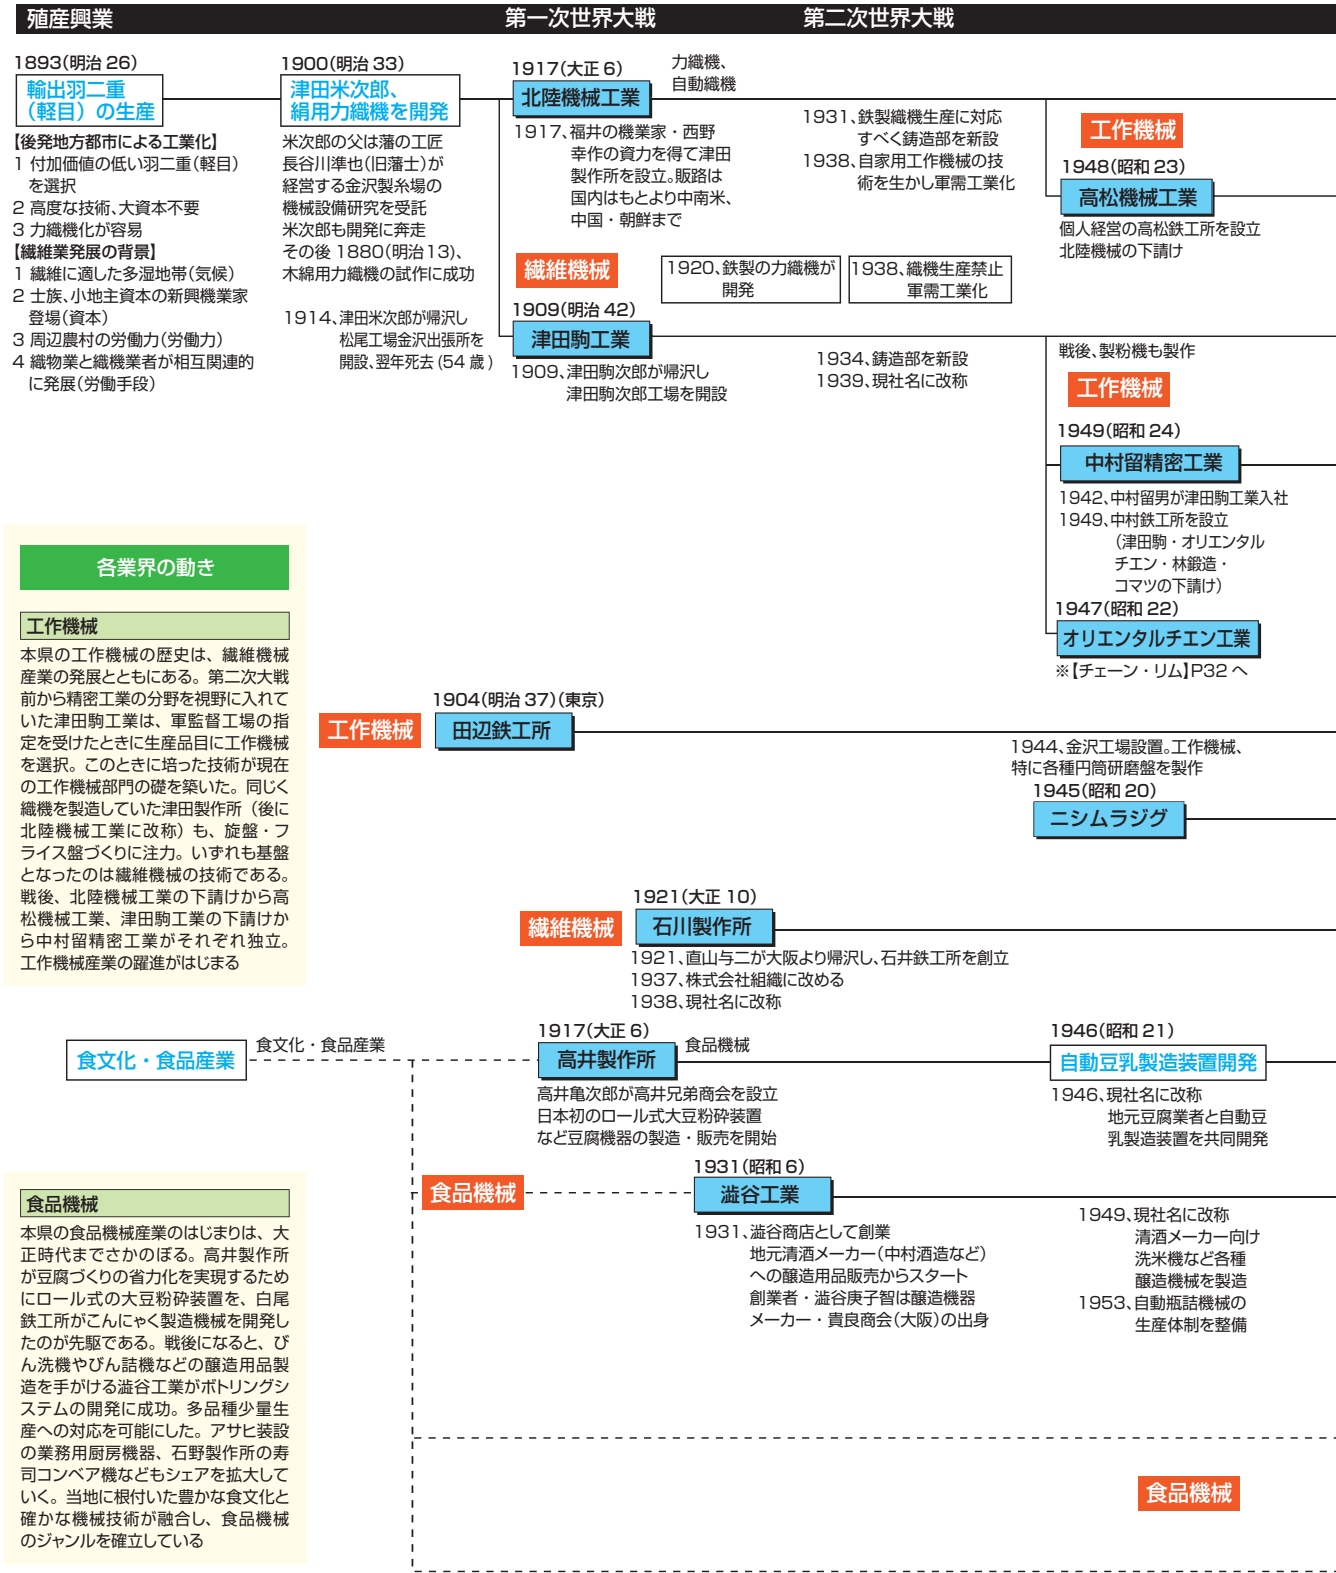 殖産興業
第一次世界大戦
第二次世界大戦
1893(明治 26)
輸出羽二重
(軽目)の生産
【後発地方都市による工業化】
1 付加価値の低い羽二重(軽目)
を選択
2 高度な技術、大資本不要
3 力織機化が容易
【繊維業発展の背景】
1 繊維に適した多湿地帯(気候)
2 士族、小地主資本の新興機業家
登場(資本)
3 周辺農村の労働力(労働力)
4 織物業と織機業者が相互関連的
に発展(労働手段)
1900(明治 33)
津田米次郎、
絹用力織機を開発
米次郎の父は藩の工匠
長谷川準也(旧藩士)が
経営する金沢製糸場の
機械設備研究を受託
米次郎も開発に奔走
その後 1880(明治13)、
木綿用力織機の試作に成功
1914、津田米次郎が帰沢し
松尾工場金沢出張所を
開設、翌年死去 (54 歳 )
1917(大正 6)
北陸機械工業
力織機、
自動織機
1917、福井の機業家・西野
幸作の資力を得て津田
製作所を設立。販路は
国内はもとより中南米、
中国・朝鮮まで
1931、鉄製織機生産に対応
すべく鋳造部を新設
1938、自家用工作機械の技
術を生かし軍需工業化
工作機械
1948(昭和 23)
高松機械工業
個人経営の高松鉄工所を設立
北陸機械の下請け
繊維機械
1920、鉄製の力織機が
開発
1938、織機生産禁止
軍需工業化
1909(明治 42)
津田駒工業
1909、津田駒次郎が帰沢し
津田駒次郎工場を開設
1934、鋳造部を新設
1939、現社名に改称
戦後、製粉機も製作
工作機械
1949(昭和 24)
中村留精密工業
1942、中村留男が津田駒工業入社
1949、中村鉄工所を設立
(津田駒・オリエンタル
チエン・林鍛造・
コマツの下請け)
1947(昭和 22)
オリエンタルチエン工業
※【チェーン・リム】P32 へ
各業界の動き
工作機械
本県の工作機械の歴史は、繊維機械
産業の発展とともにある。第二次大戦
前から精密工業の分野を視野に入れて
いた津田駒工業は、軍監督工場の指
定を受けたときに生産品目に工作機械
を選択。このときに培った技術が現在
の工作機械部門の礎を築いた。同じく
織機を製造していた津田製作所(後に
北陸機械工業に改称)も、旋盤・フ
ライス盤づくりに注力。いずれも基盤
となったのは繊維機械の技術である。
戦後、北陸機械工業の下請けから高
松機械工業、津田駒工業の下請けか
ら中村留精密工業がそれぞれ独立。
工作機械産業の躍進がはじまる
1904(明治 37)(東京)
工作機械
田辺鉄工所
1944、金沢工場設置。工作機械、
特に各種円筒研磨盤を製作
1945(昭和 20)
ニシムラジグ
1921(大正 10)
繊維機械
石川製作所
1921、直山与二が大阪より帰沢し、石井鉄工所を創立
1937、株式会社組織に改める
1938、現社名に改称
食文化・食品産業
食文化・食品産業
1917(大正 6)
高井製作所
食品機械
高井亀次郎が高井兄弟商会を設立
日本初のロール式大豆粉砕装置
など豆腐機器の製造・販売を開始
1946(昭和 21)
自動豆乳製造装置開発
1946、現社名に改称
地元豆腐業者と自動豆
乳製造装置を共同開発
食品機械
1931(昭和 6)
澁谷工業
1931、澁谷商店として創業
地元清酒メーカー(中村酒造など)
への醸造用品販売からスタート
創業者・澁谷庚子智は醸造機器
メーカー・貴良商会(大阪)の出身
1949、現社名に改称
清酒メーカー向け
洗米機など各種
醸造機械を製造
1953、自動瓶詰機械の
生産体制を整備
食品機械
本県の食品機械産業のはじまりは、大
正時代までさかのぼる。高井製作所
が豆腐づくりの省力化を実現するため
にロール式の大豆粉砕装置を、白尾
鉄工所がこんにゃく製造機械を開発し
たのが先駆である。戦後になると、び
ん洗機やびん詰機などの醸造用品製
造を手がける澁谷工業がボトリングシ
ステムの開発に成功。多品種少量生
産への対応を可能にした。アサヒ装設
の業務用厨房機器、石野製作所の寿
司コンベア機などもシェアを拡大して
いく。当地に根付いた豊かな食文化と
確かな機械技術が融合し、食品機械
のジャンルを確立している
食品機械